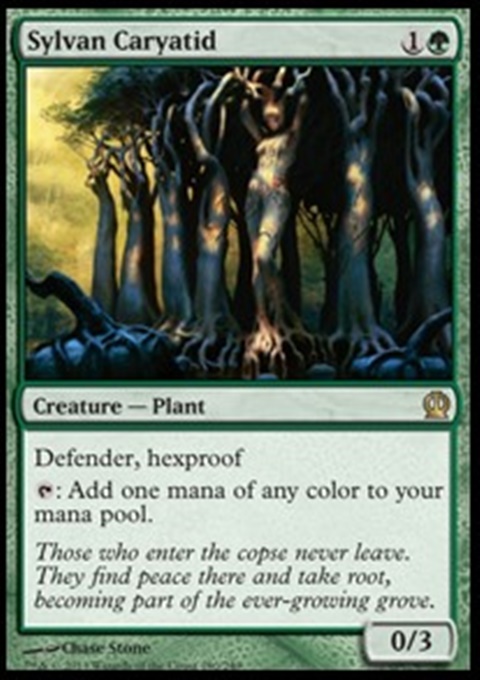 Sylvan Caryatid 1
Creature — Plant
Defender, hexproof
: Add one mana of any color to your
mana pool.
Those who enter the copse never leave.
They find peace there and take root,
becoming part of the ever-growing grove.
Chase Stone
0/3